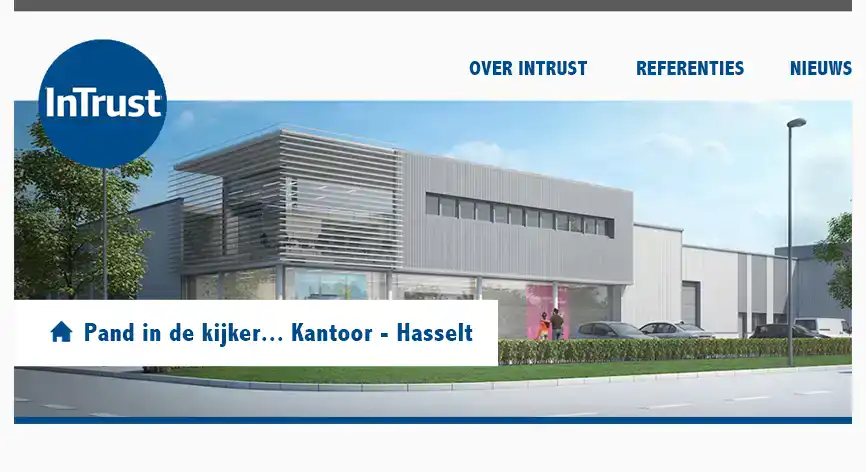 OVER INTRUST
REFERENTIES
NIEUWS
InTrust
Pand in de kijker... Kantoor - Hasselt